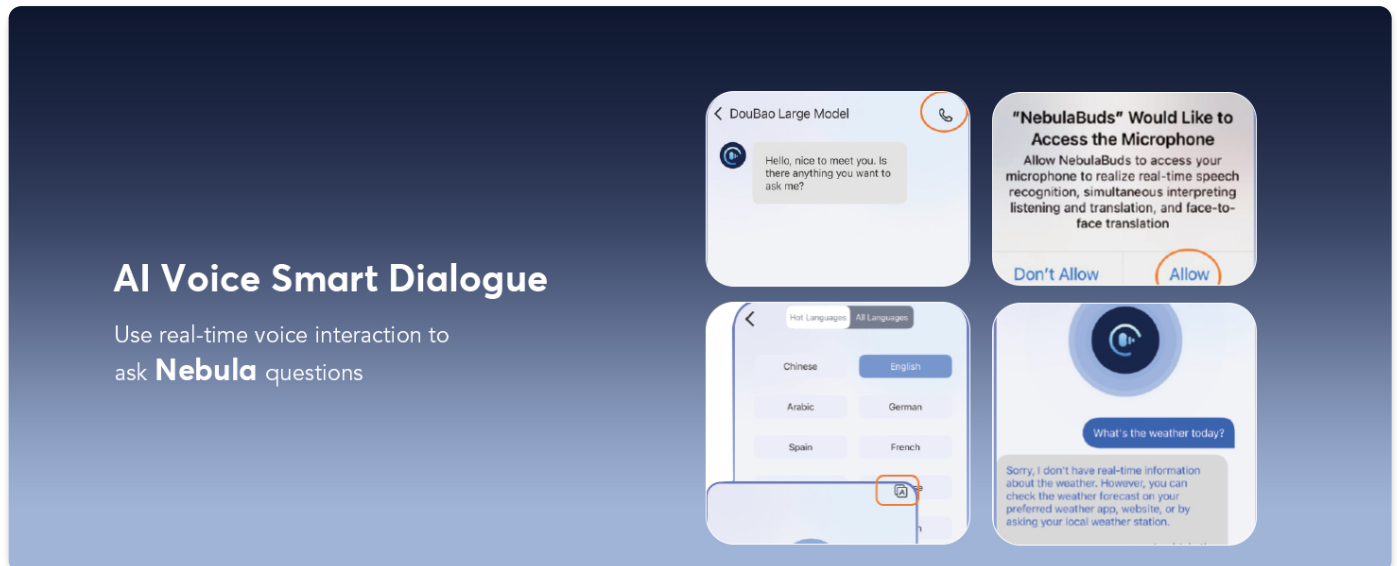 AI Voice Smart Dialogue
Use real-time voice interaction to
ask Nebula questions
DouBao Large Model
Hello, nice to meet you. Is
there anything you want to
ask me?
"NebulaBuds" Would Like to
Access the Microphone
Allow NebulaBuds to access your
microphone to realize real-time speech
recognition, simultaneous interpreting
listening and translation, and face-to-
face translation
Don't Allow
Allow
Hot Languages
All Languages
Chinese
English
Arabic
German
Spain
French
A
What's the weather today?
Sorry, I don't have real-time information
about the weather. However, you can
check the weather forecast on your
preferred weather app, website, or by
asking your local weather station.